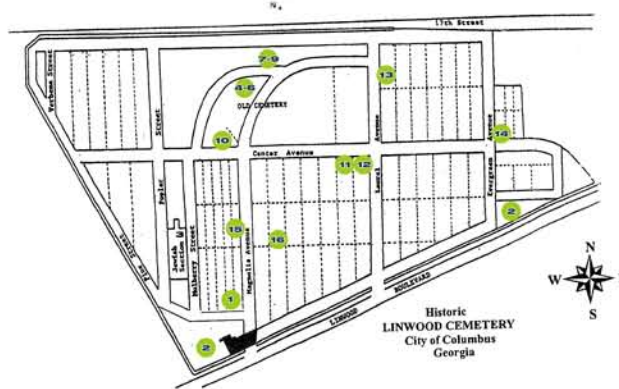 N.
17th Street
7-9
Verbena Street
13
4-6
OLD CEMETERY
Street
Avenue
Avenue
14
10
Center Avenue
11
12
Laurel
Evergreen
Pine Street
Jewish
Section
Mulberry Street
15
Magnolia Avenue
16
2
1
2
LINWOOD
BOULEVARD
N
W
S
Historic
LINWOOD CEMETERY
City of Columbus
Georgia